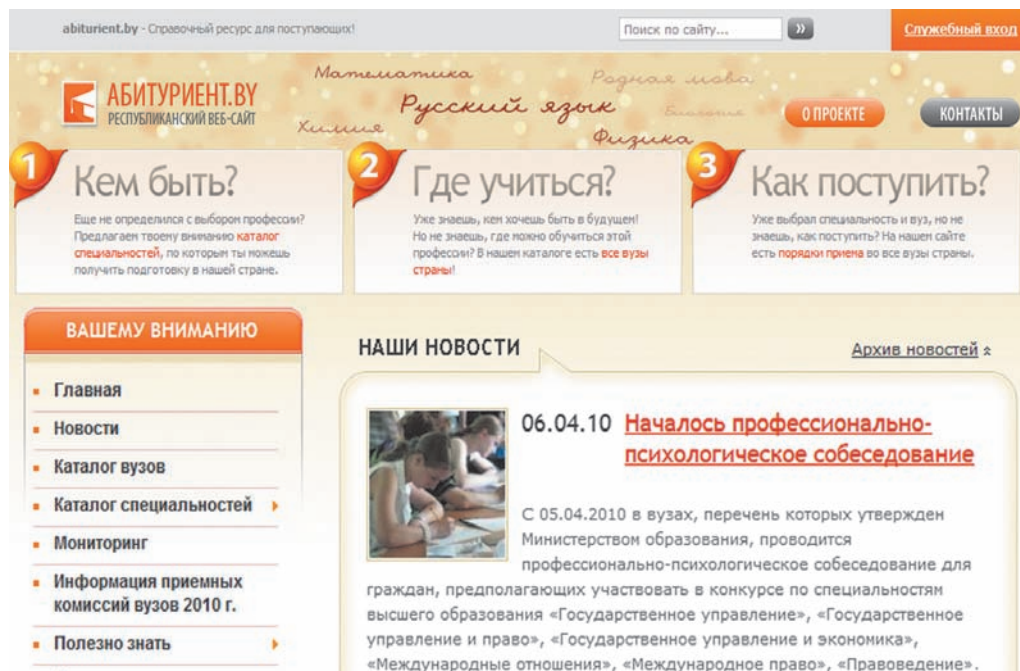 abiturient.by - Справочный ресурс для поступающих!
Поиск по сайту...
»
Служебный вход
АБИТУРИЕНТ.BY
РЕСПУБЛИКАНСКИЙ ВЕБ-САЙТ
Математика
Родная мова
Русский язык
Биология
Химия
Физика
О ПРОЕКТЕ
КОНТАКТЫ
1
Кем быть?
Еще не определился с выбором профессии?
Предлагаем твоему вниманию каталог
специальностей, по которым ты можешь
получить подготовку в нашей стране.
2
Где учиться?
Уже знаешь, кем хочешь быть в будущем!
Но не знаешь, где можно обучиться этой
профессии? В нашем каталоге есть все вузы
страны!
3
Как поступить?
Уже выбрал специальность и вуз, но не
знаешь, как поступить? На нашем сайте
есть порядки приема во все вузы страны.
ВАШЕМУ ВНИМАНИЮ
Главная
Новости
Каталог вузов
Каталог специальностей
Мониторинг
Информация приемных
комиссий вузов 2010 г.
Полезно знать
НАШИ НОВОСТИ
Архив новостей
06.04.10 Началось профессионально-
психологическое собеседование
С 05.04.2010 в вузах, перечень которых утвержден
Министерством образования, проводится
профессионально-психологическое собеседование для
граждан, предполагающих участвовать в конкурсе по специальностям
высшего образования «Государственное управление», «Государственное
управление и право», «Государственное управление и экономика»,
«Международные отношения», «Международное право», «Правоведение».